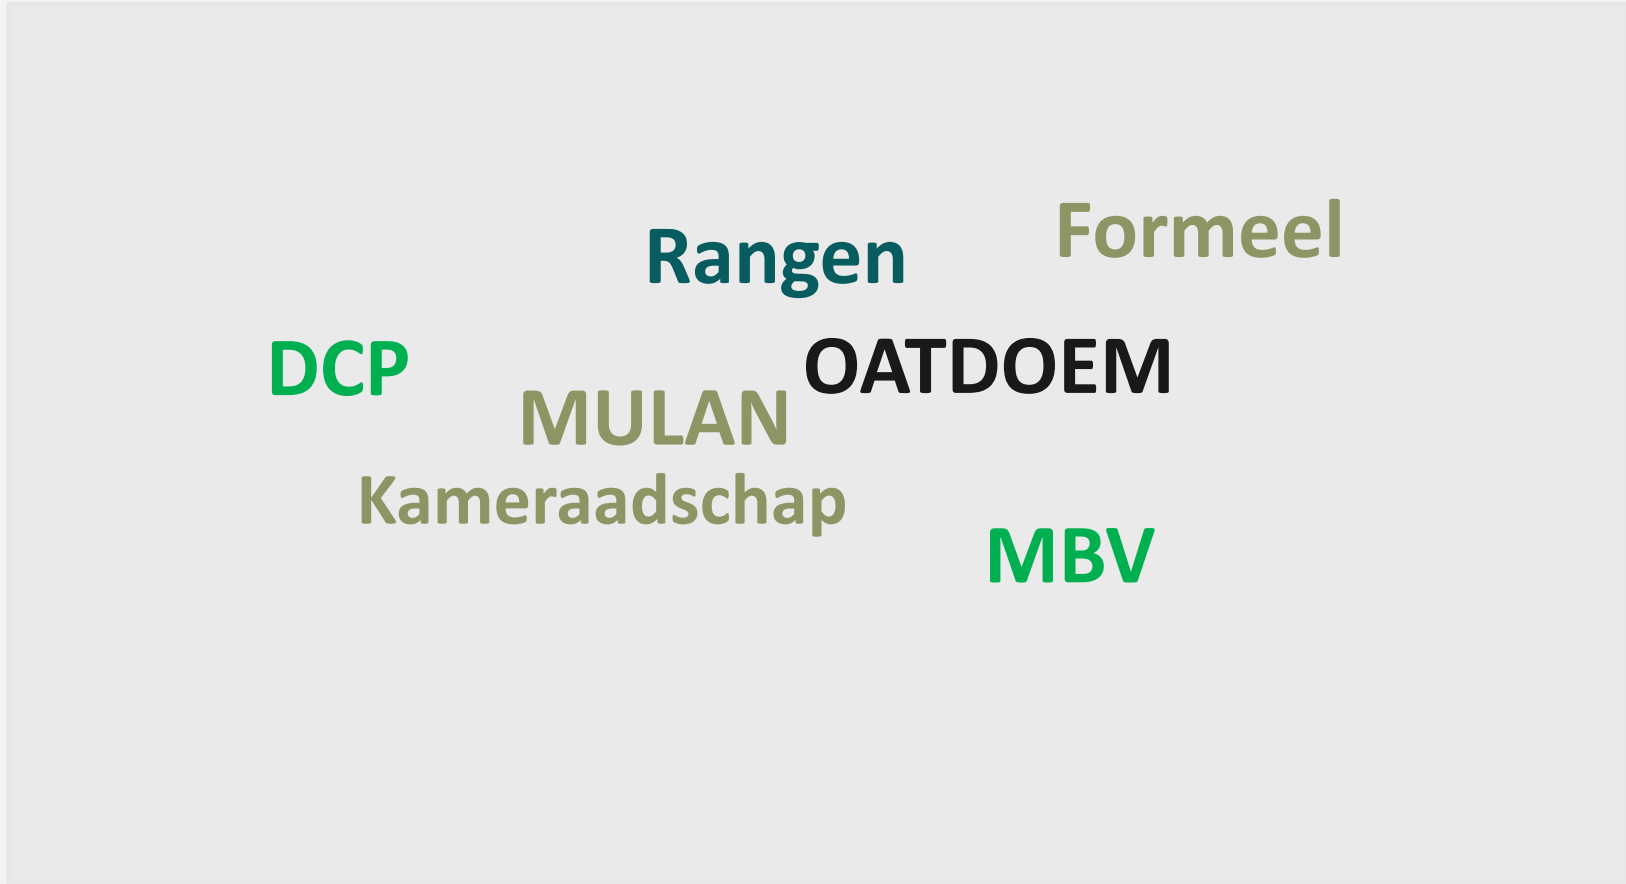 Formeel
Rangen
DCP
OATDOEM
MULAN
Kameraadschap
MBV